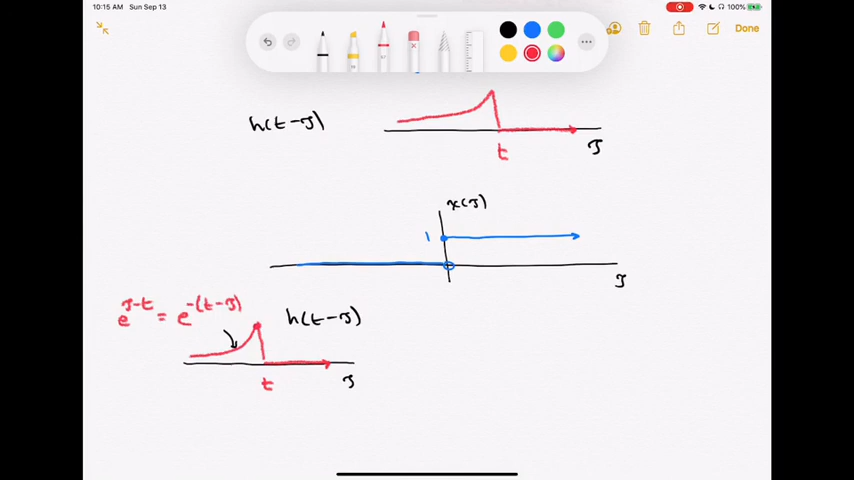 10:15 AM Sun Sep 13
100%
Done
h(t-τ)
t
τ
x(τ)
1
τ
e^{τ-t} = e^{-(t-τ)}
h(t-τ)
t
τ